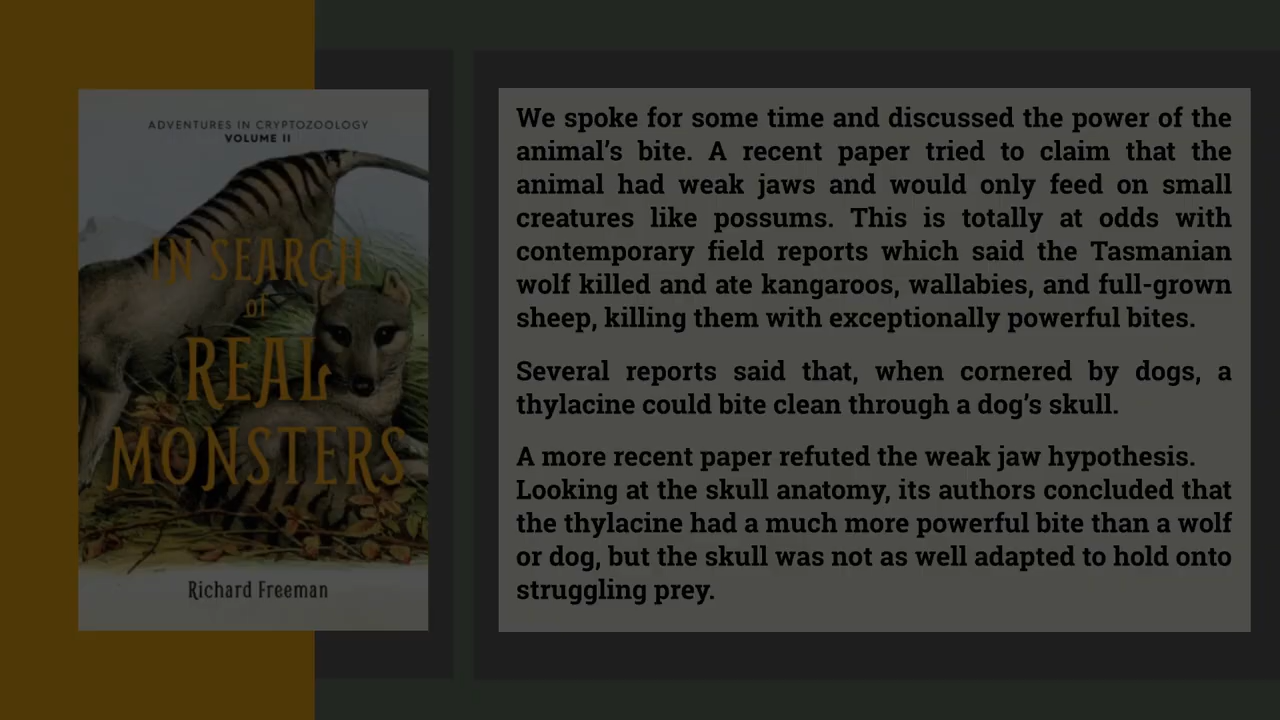 ADVENTURES IN CRYPTOZOOLOGY
VOLUME II
IN SEARCH
of
REAL
MONSTERS
Richard Freeman
We spoke for some time and discussed the power of the
animal’s bite. A recent paper tried to claim that the
animal had weak jaws and would only feed on small
creatures like possums. This is totally at odds with
contemporary field reports which said the Tasmanian
wolf killed and ate kangaroos, wallabies, and full-grown
sheep, killing them with exceptionally powerful bites.
Several reports said that, when cornered by dogs, a
thylacine could bite clean through a dog’s skull.
A more recent paper refuted the weak jaw hypothesis.
Looking at the skull anatomy, its authors concluded that
the thylacine had a much more powerful bite than a wolf
or dog, but the skull was not as well adapted to hold onto
struggling prey.